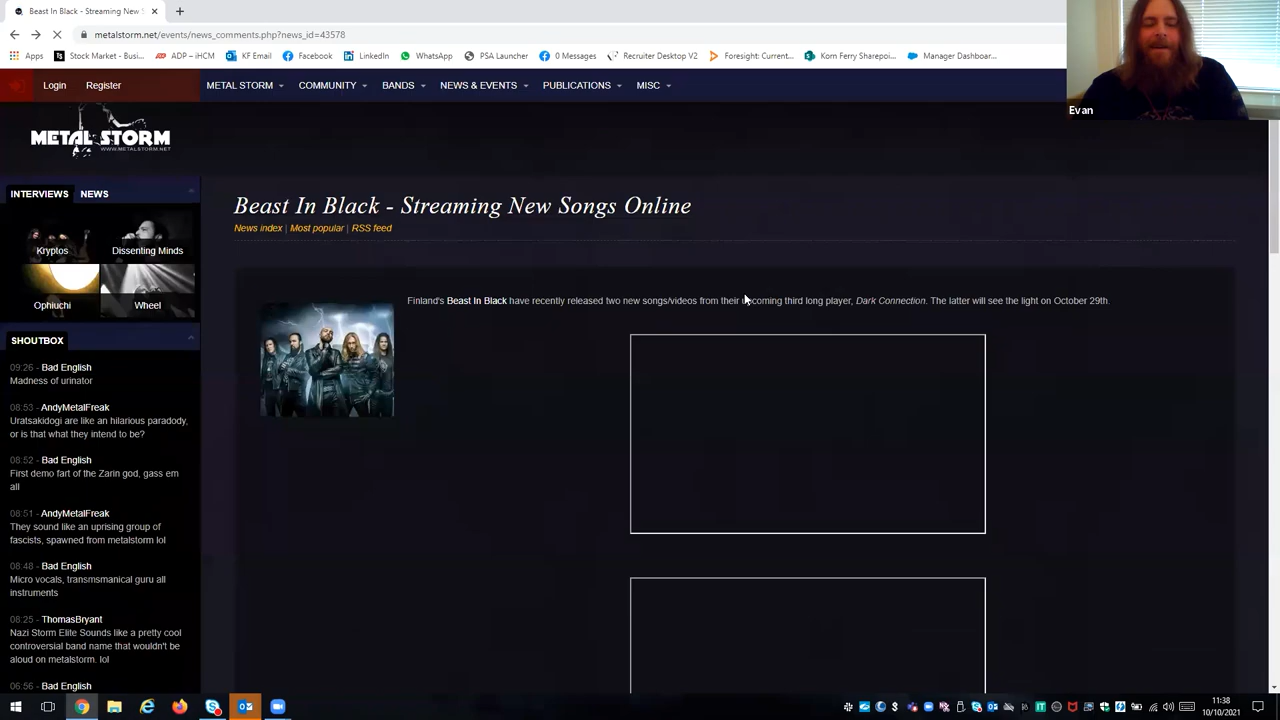 Beast In Black - Streaming New S
metalstorm.net/events/news_comments.php?news_id=43578
Apps Stock Market - Busi... ADP – iHCM KF Email Facebook LinkedIn WhatsApp PSA Launcher 0 Messages Recruiter Desktop V2 Foresight: Current... Korn Ferry Sharepoi... Manager Dashboar...
Evan
Login Register METAL STORM COMMUNITY BANDS NEWS & EVENTS PUBLICATIONS MISC
METAL STORM
WWW.METALSTORM.NET
INTERVIEWS NEWS
Kryptos Dissenting Minds
Ophiuchi Wheel
Beast In Black - Streaming New Songs Online
News index | Most popular | RSS feed
Finland's Beast In Black have recently released two new songs/videos from their upcoming third long player, Dark Connection. The latter will see the light on October 29th.
SHOUTBOX
09:26 - Bad English
Madness of urinator
08:53 - AndyMetalFreak
Uratsakidogi are like an hilarious paradody,
or is that what they intend to be?
08:52 - Bad English
First demo fart of the Zarin god, gass em
all
08:51 - AndyMetalFreak
They sound like an uprising group of
fascists, spawned from metalstorm lol
08:48 - Bad English
Micro vocals, transmsmanical guru all
instruments
08:25 - ThomasBryant
Nazi Storm Elite Sounds like a pretty cool
controversial band name that wouldn't be
aloud on metalstorm. lol
06:56 - Bad English
11:38
10/10/2021